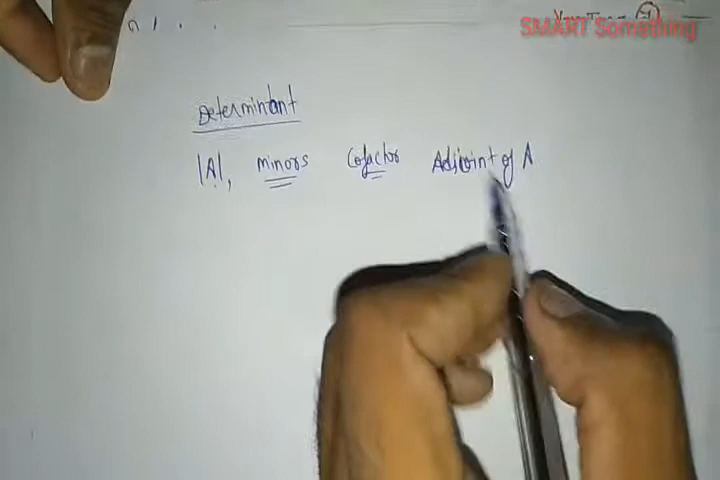 SMART Something
Determinant
|A|, minors Cofactor Adjoint of A